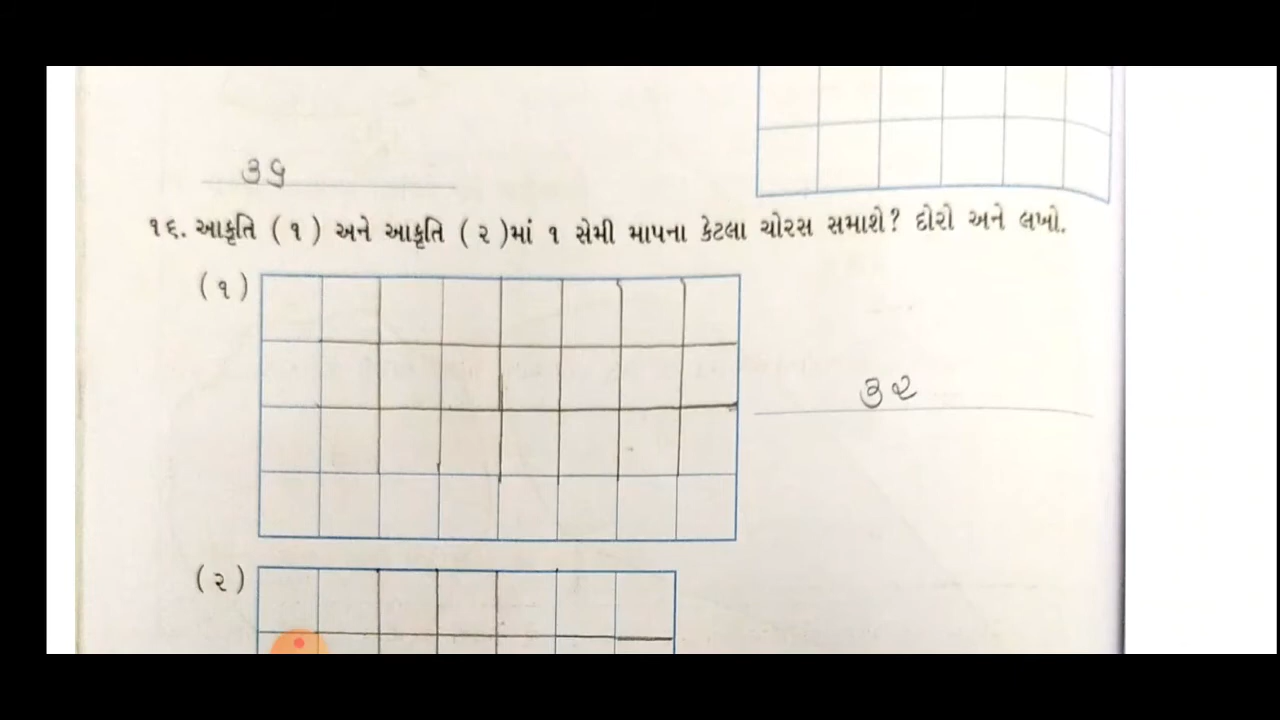 ૩૬
૧૬. આકૃતિ (૧) અને આકૃતિ (૨)માં ૧ સેમી માપના કેટલા ચોરસ સમાશે? દોરો અને લખો.
(૧)
૩૨
(૨)